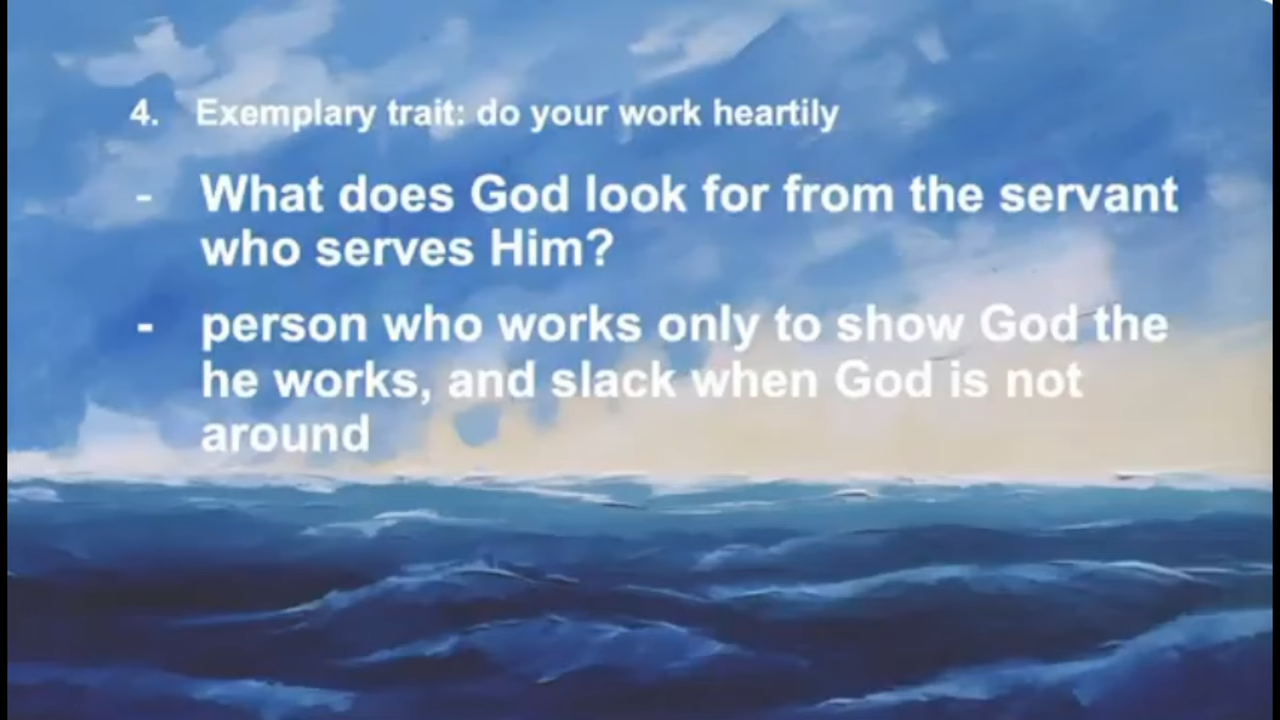 4. Exemplary trait: do your work heartily
- What does God look for from the servant
who serves Him?
- person who works only to show God the
he works, and slack when God is not
around